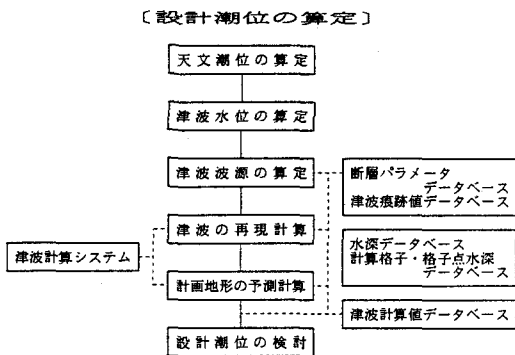 〔設計潮位の算定〕
天文潮位の算定
津波水位の算定
津波波源の算定
断層パラメータ
データベース
津波痕跡値データベース
津波の再現計算
津波計算システム
水深データベース
計算格子・格子点水深
データベース
計画地形の予測計算
津波計算値データベース
設計潮位の検討